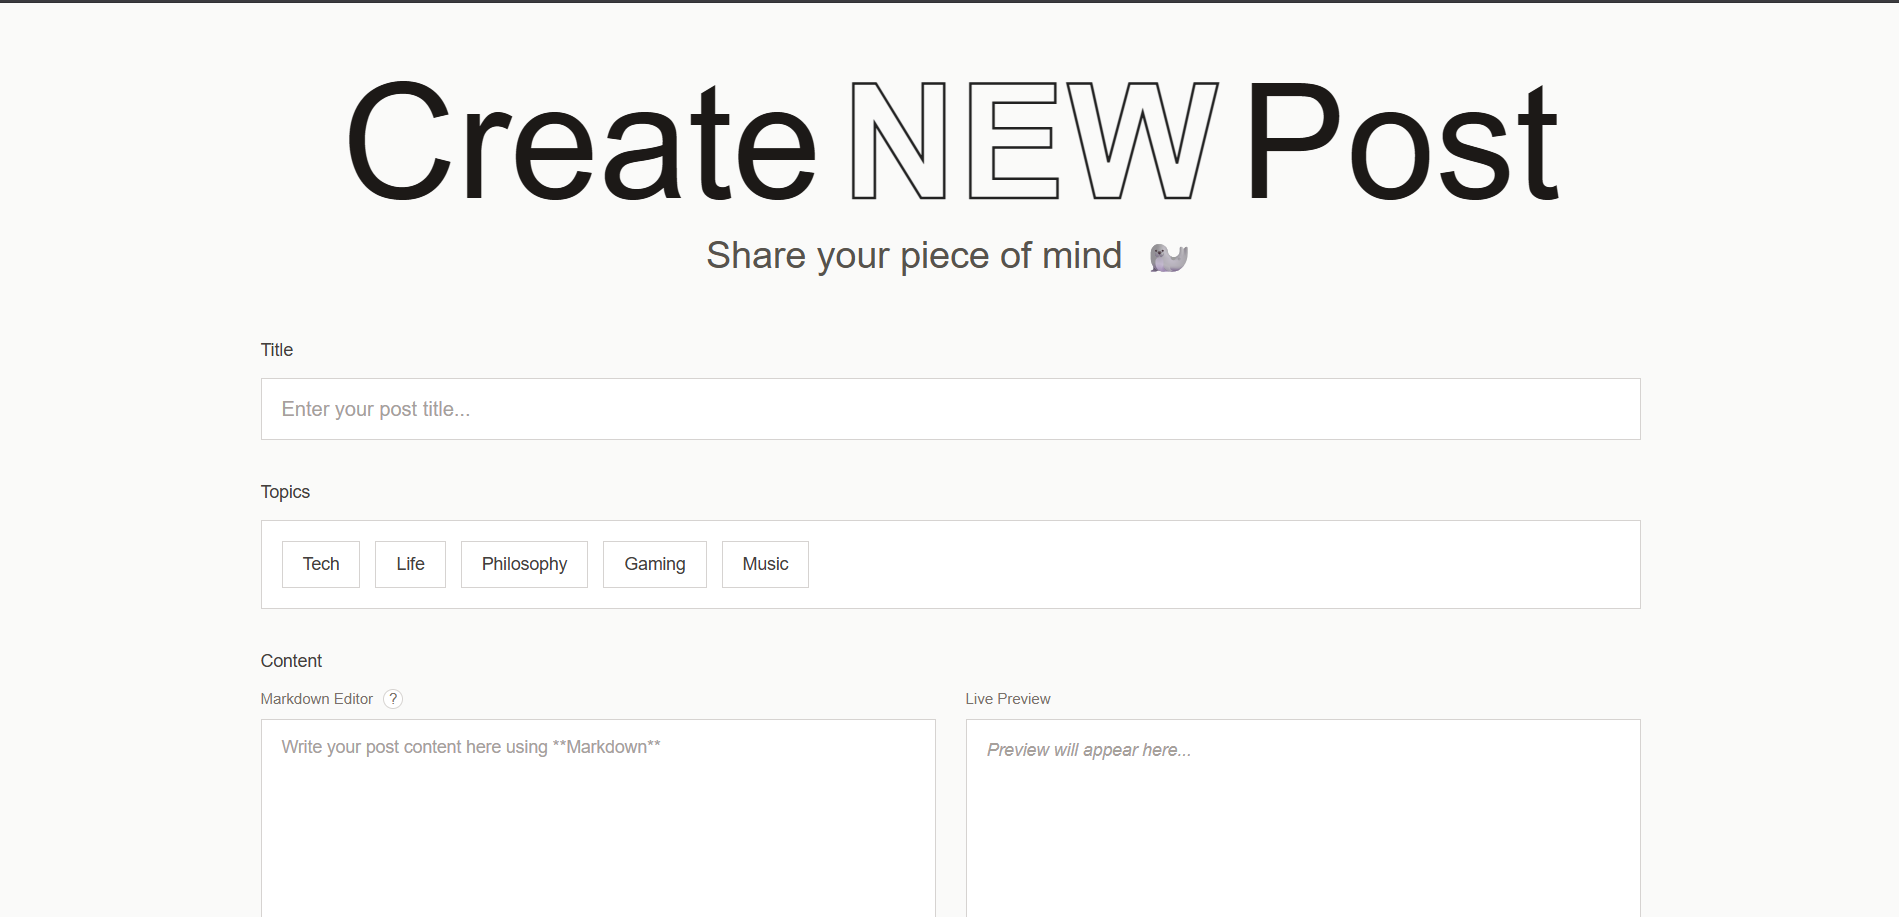 Create NEW Post
Share your piece of mind 🦭
Title
Enter your post title...
Topics
Tech Life Philosophy Gaming Music
Content
Markdown Editor ? Live Preview
Write your post content here using **Markdown**
Preview will appear here...